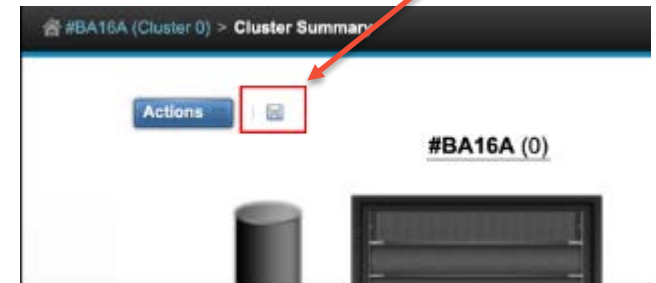 #BA16A (Cluster 0) > Cluster Summary
Actions
#BA16A (0)